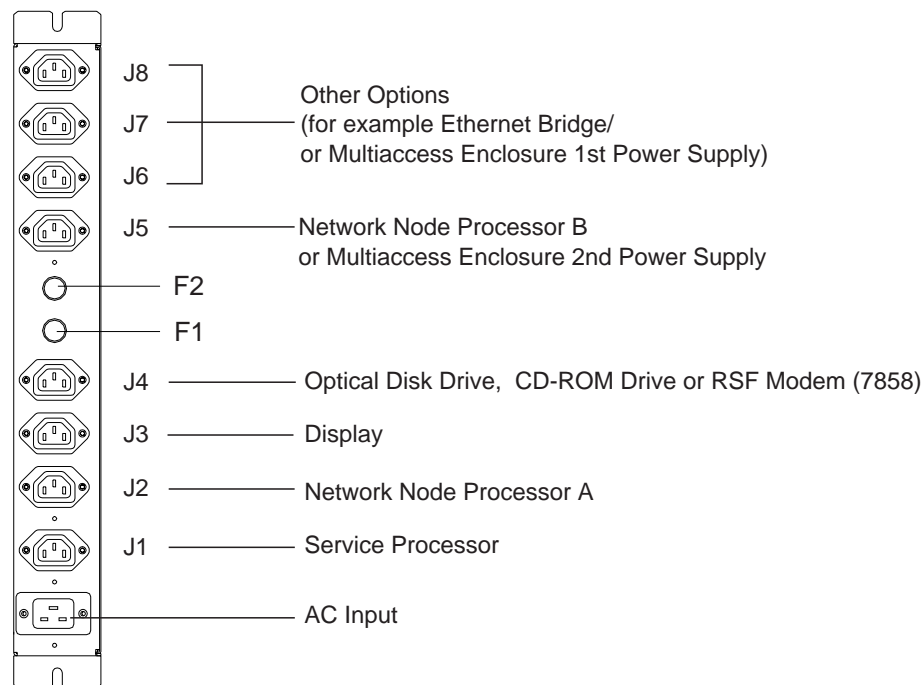 J8
J7
J6
Other Options
(for example Ethernet Bridge/
or Multiaccess Enclosure 1st Power Supply)
J5
Network Node Processor B
or Multiaccess Enclosure 2nd Power Supply
F2
F1
J4
Optical Disk Drive, CD-ROM Drive or RSF Modem (7858)
J3
Display
J2
Network Node Processor A
J1
Service Processor
AC Input